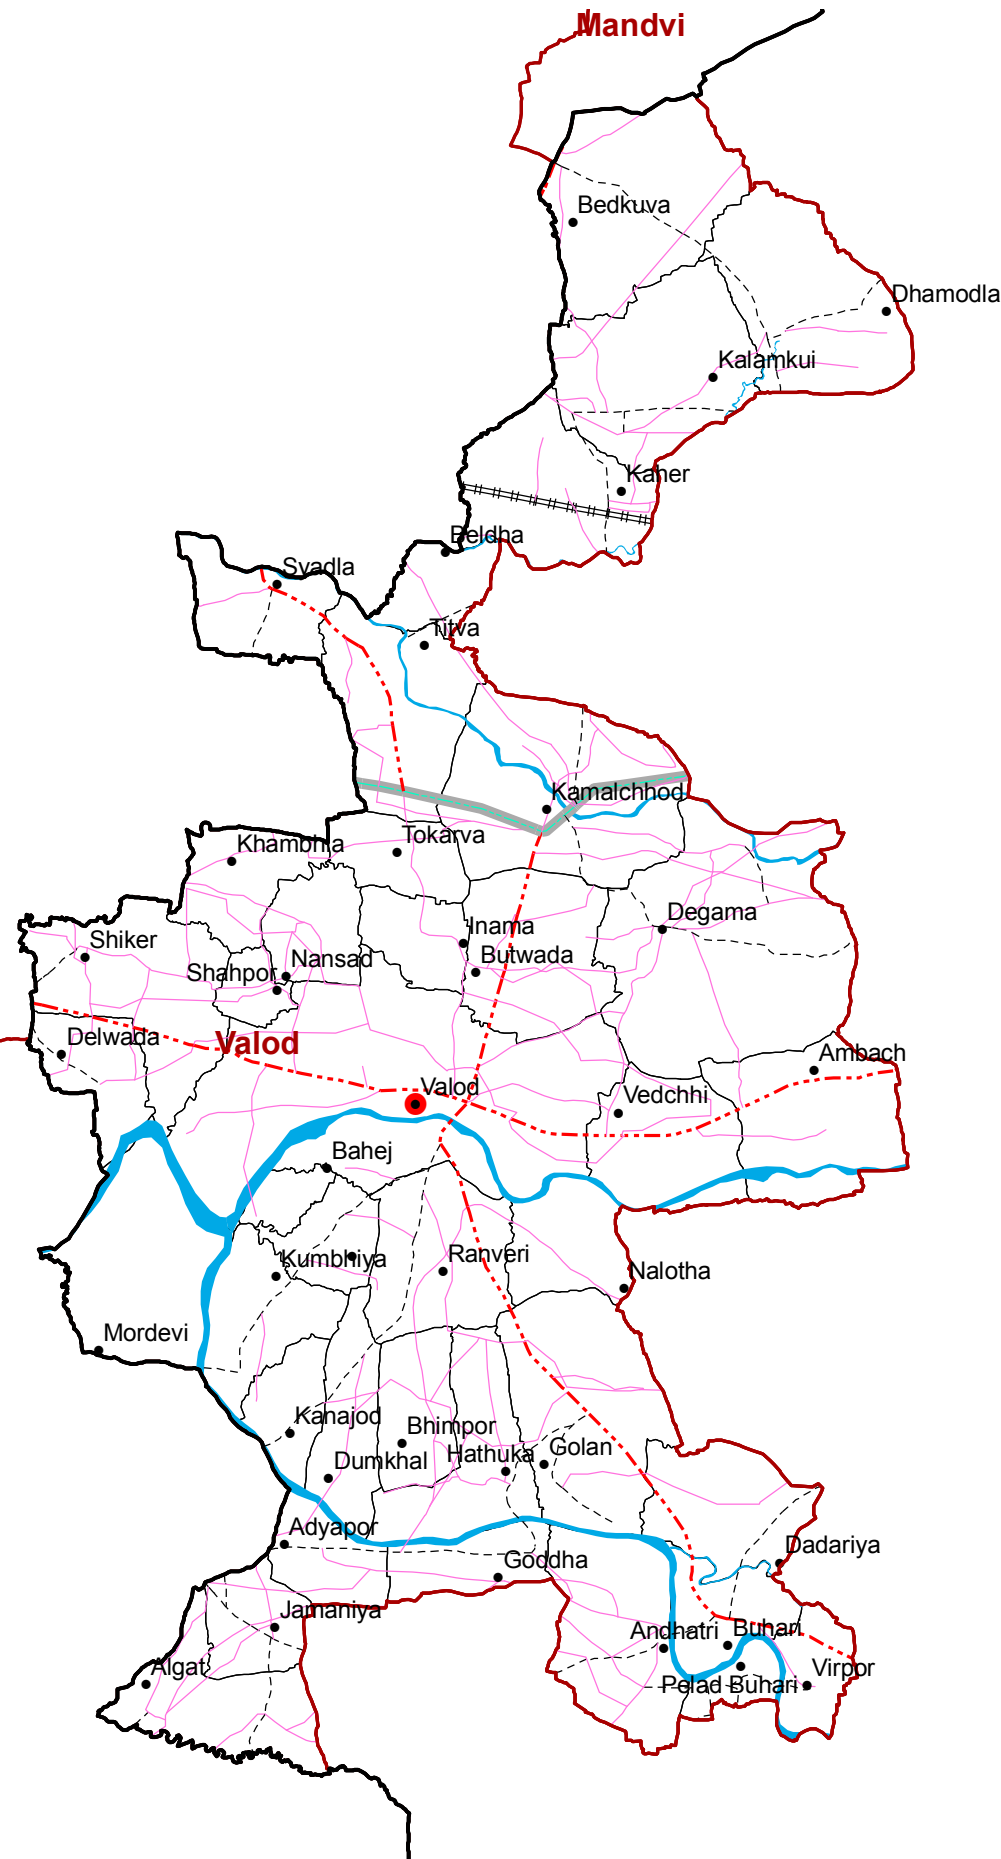 Mandvi
Bedkuva
Dhamodla
Kalamkui
Kaher
Beldha
Syadla
Titva
Kamalchhod
Tokarva
Khambhla
Degama
Inama
Shiker
Nansad
Butwada
Shahpor
Delwada
Valod
Ambach
Valod
Vedchhi
Bahej
Ranveri
Kumbhiya
Nalotha
Mordevi
Kanajod
Bhimpor
Golan
Hathuka
Dumkhal
Adyapor
Dadariya
Goddha
Jamaniya
Andhatri
Buhari
Algat
Virpor
Pelad Buhari